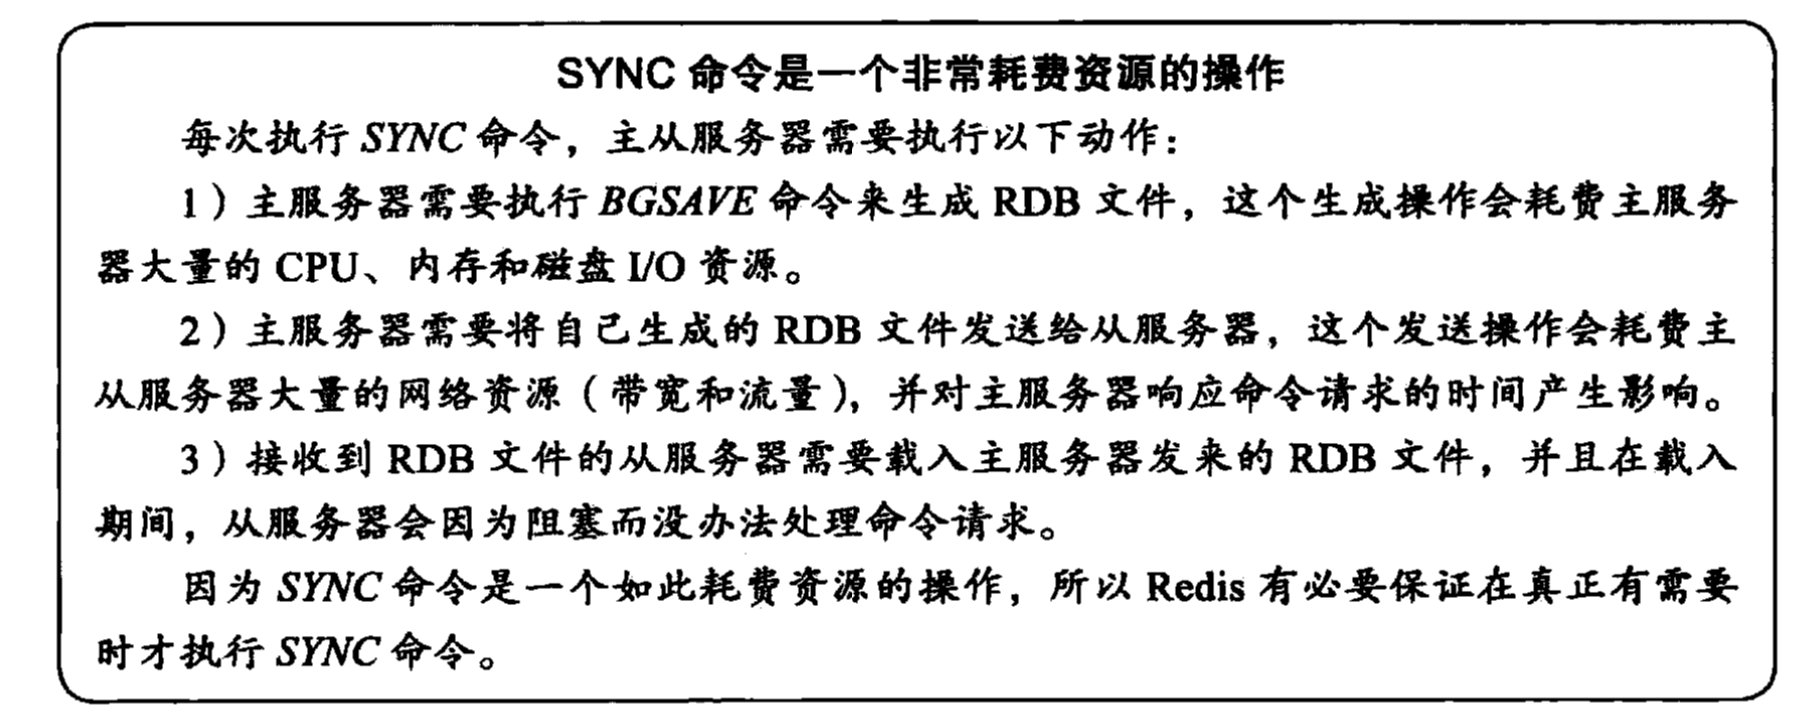 SYNC 命令是一个非常耗费资源的操作
每次执行 SYNC 命令，主从服务器需要执行以下动作：
1）主服务器需要执行 BGSAVE 命令来生成 RDB 文件，这个生成操作会耗费主服务
器大量的 CPU、内存和磁盘 I/O 资源。
2）主服务器需要将自己生成的 RDB 文件发送给从服务器，这个发送操作会耗费主
从服务器大量的网络资源（带宽和流量），并对主服务器响应命令请求的时间产生影响。
3）接收到 RDB 文件的从服务器需要载入主服务器发来的 RDB 文件，并且在载入
期间，从服务器会因为阻塞而没办法处理命令请求。
因为 SYNC 命令是一个如此耗费资源的操作，所以 Redis 有必要保证在真正有需要
时才执行 SYNC 命令。